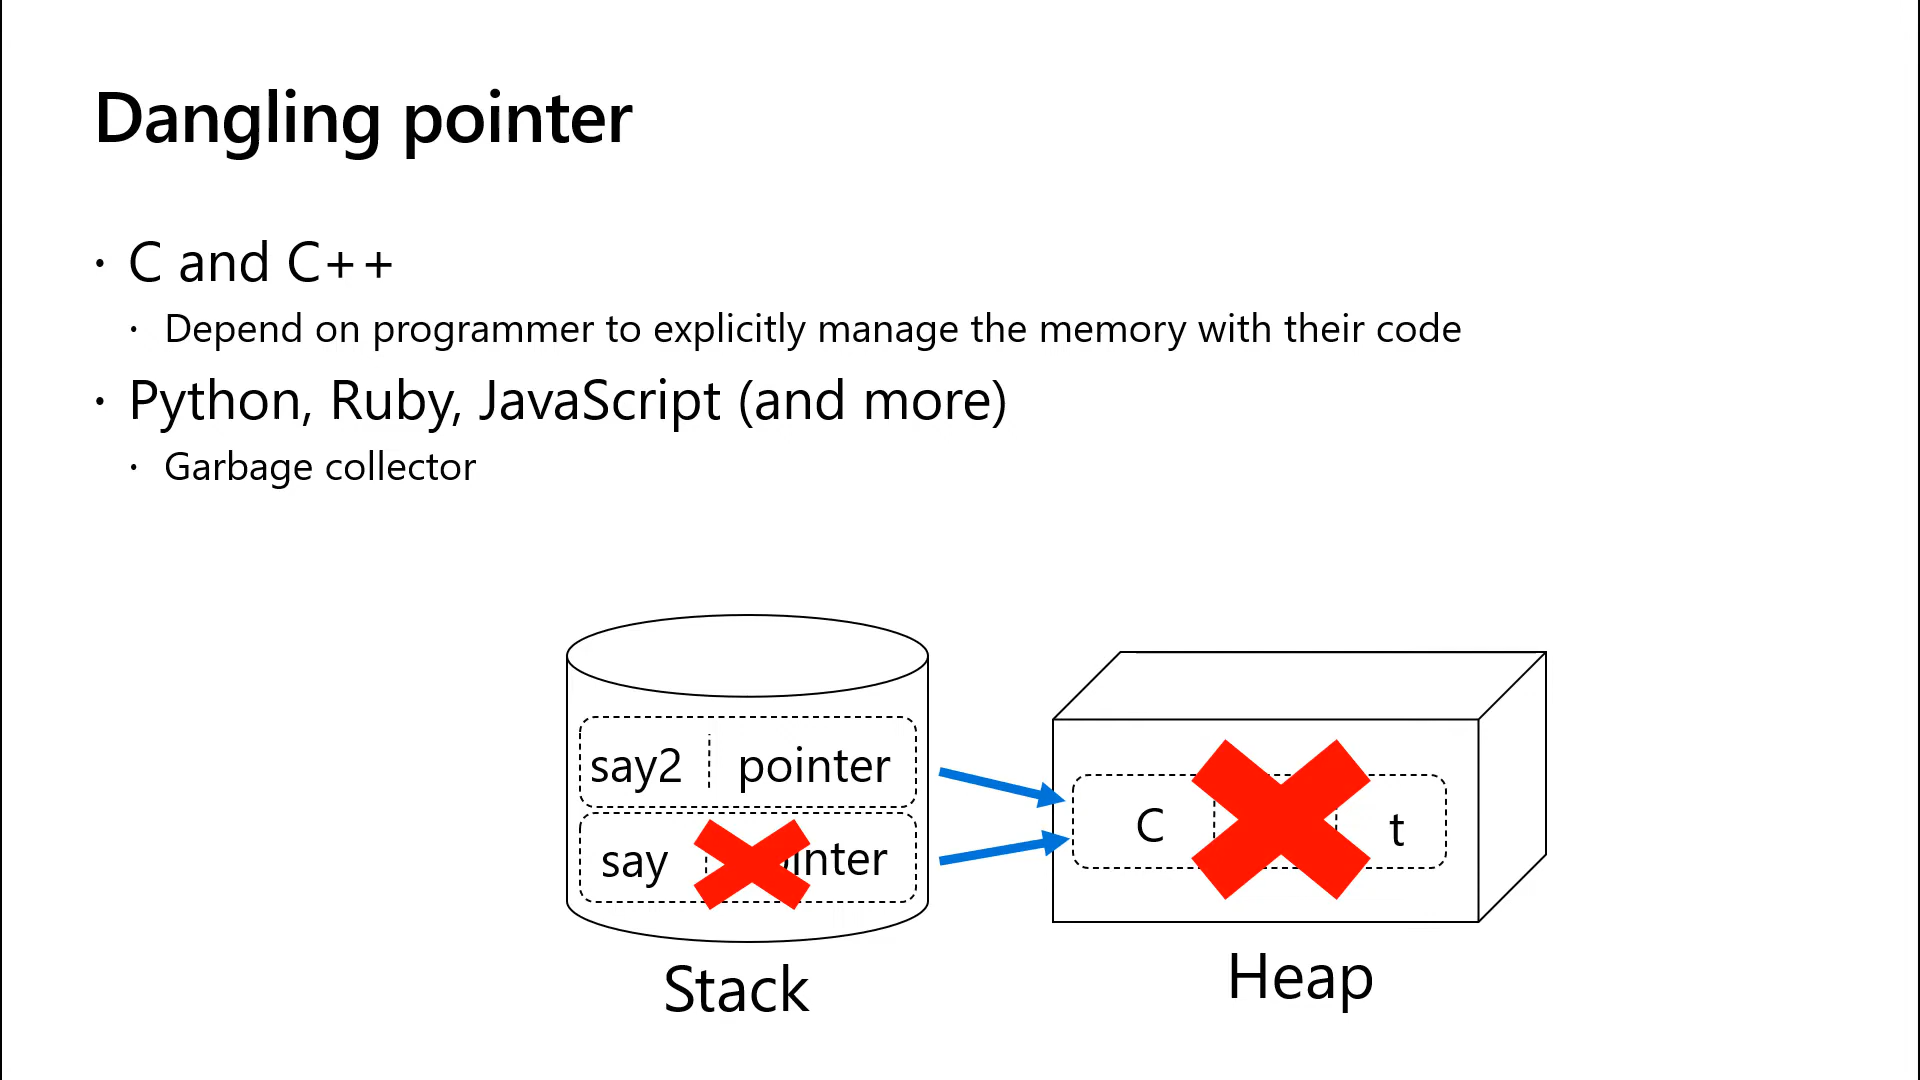 Dangling pointer
• C and C++
• Depend on programmer to explicitly manage the memory with their code
• Python, Ruby, JavaScript (and more)
• Garbage collector
say2 pointer
say
C t
Stack
Heap